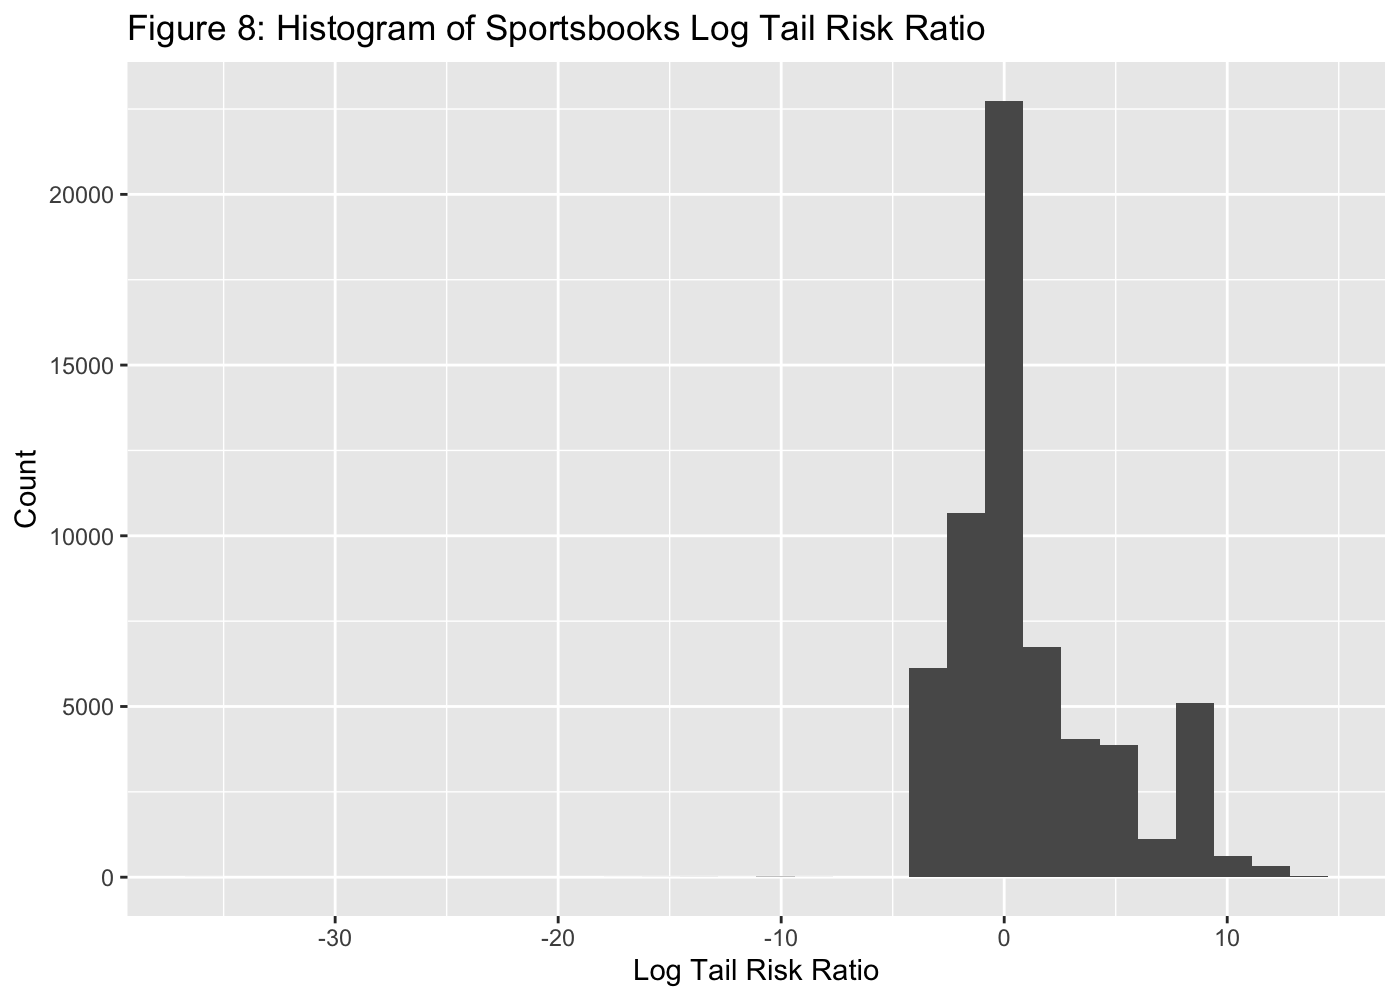 Figure 8: Histogram of Sportsbooks Log Tail Risk Ratio
20000
15000
10000
5000
0
Count
-30 -20 -10 0 10
Log Tail Risk Ratio